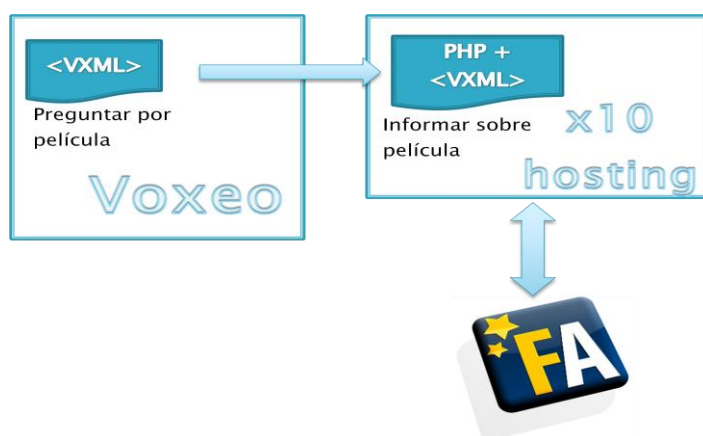 <VXML>
Preguntar por
película
Voxeo
PHP +
<VXML>
Informar sobre
película
x10
hosting
FA